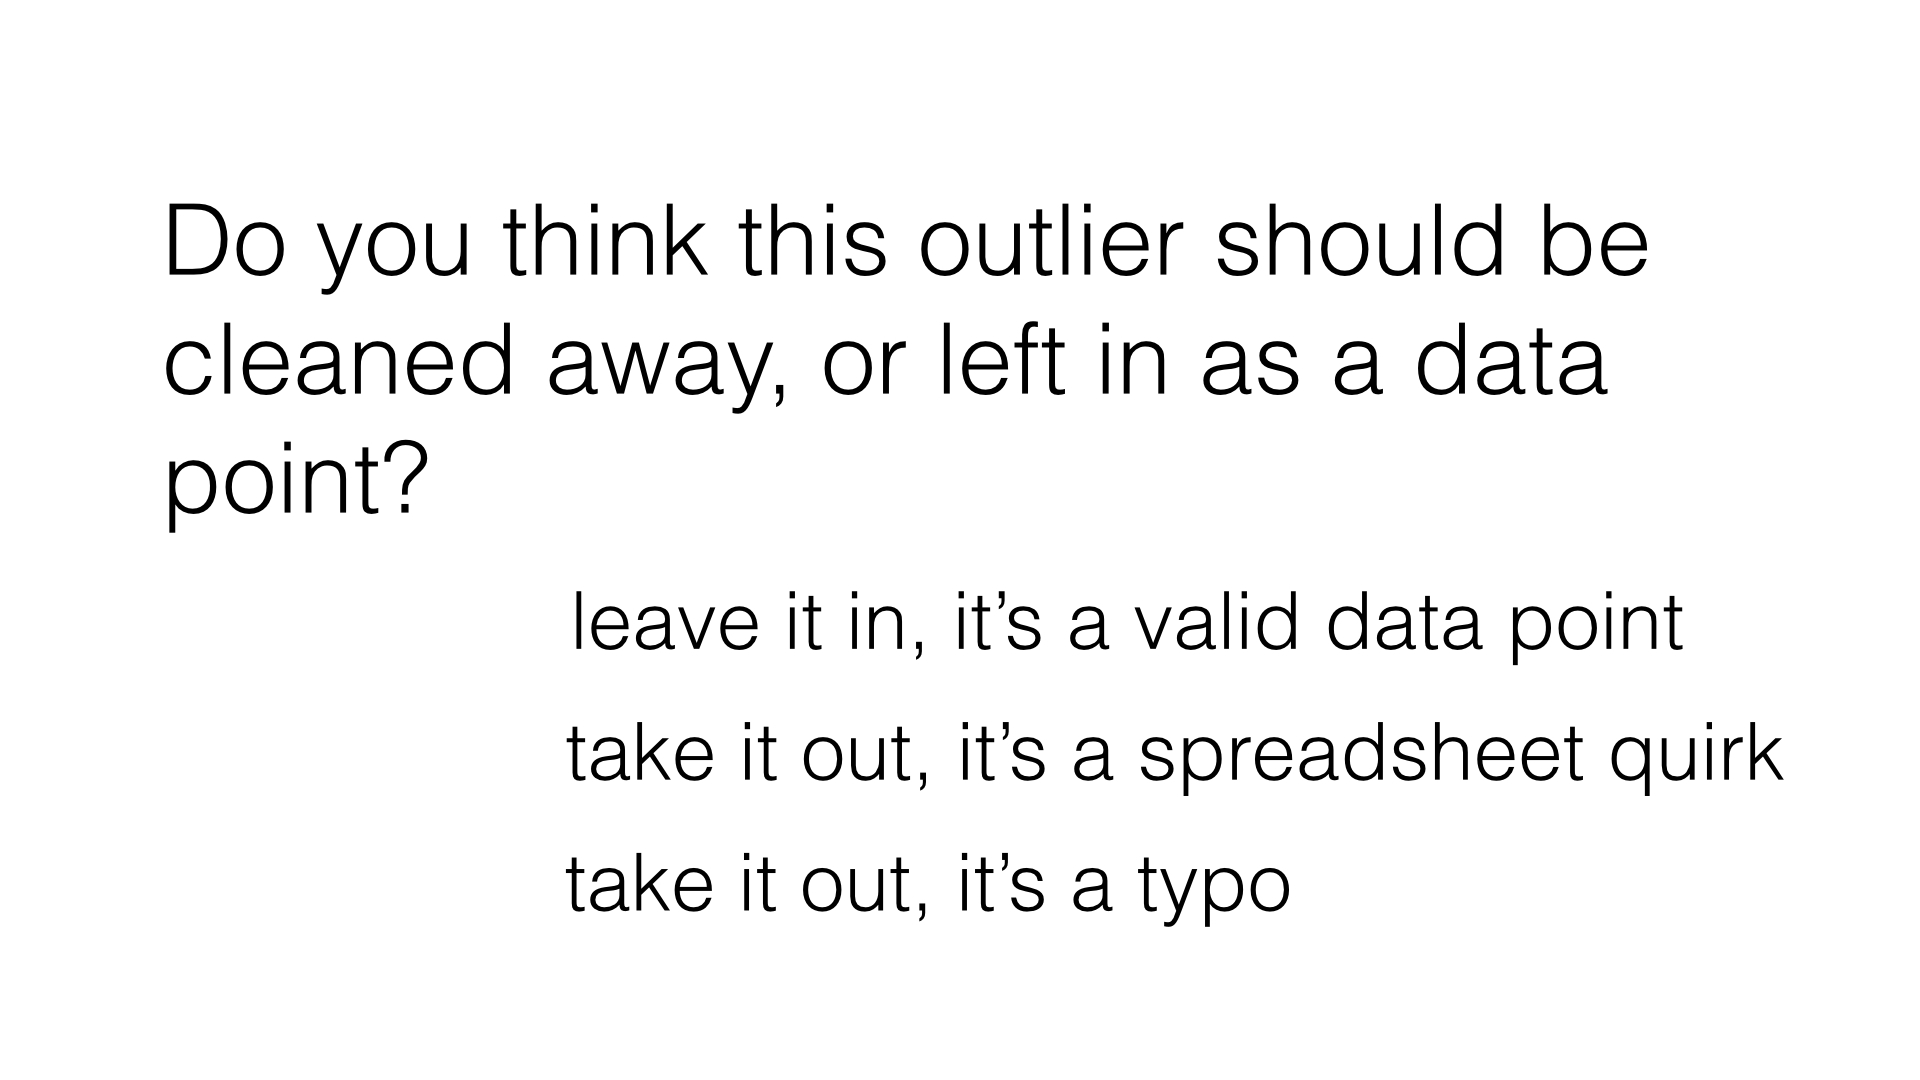 Do you think this outlier should be
cleaned away, or left in as a data
point?
leave it in, it’s a valid data point
take it out, it’s a spreadsheet quirk
take it out, it’s a typo